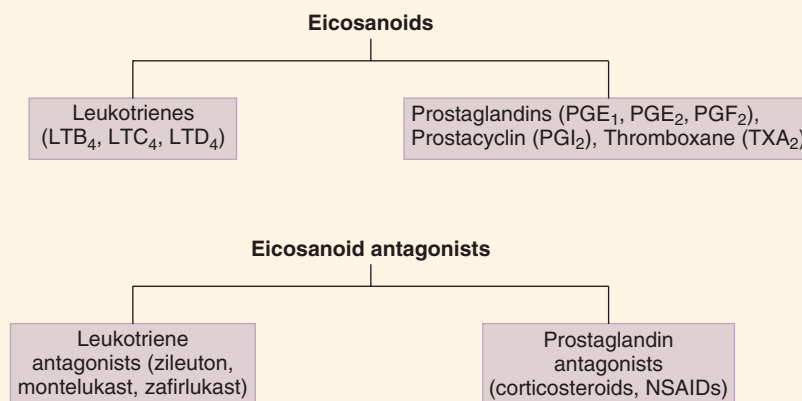 Eicosanoids
Leukotrienes
(LTB₄, LTC₄, LTD₄)
Prostaglandins (PGE₁, PGE₂, PGF₂),
Prostacyclin (PGI₂), Thromboxane (TXA₂)
Eicosanoid antagonists
Leukotriene
antagonists (zileuton,
montelukast, zafirlukast)
Prostaglandin
antagonists
(corticosteroids, NSAIDs)